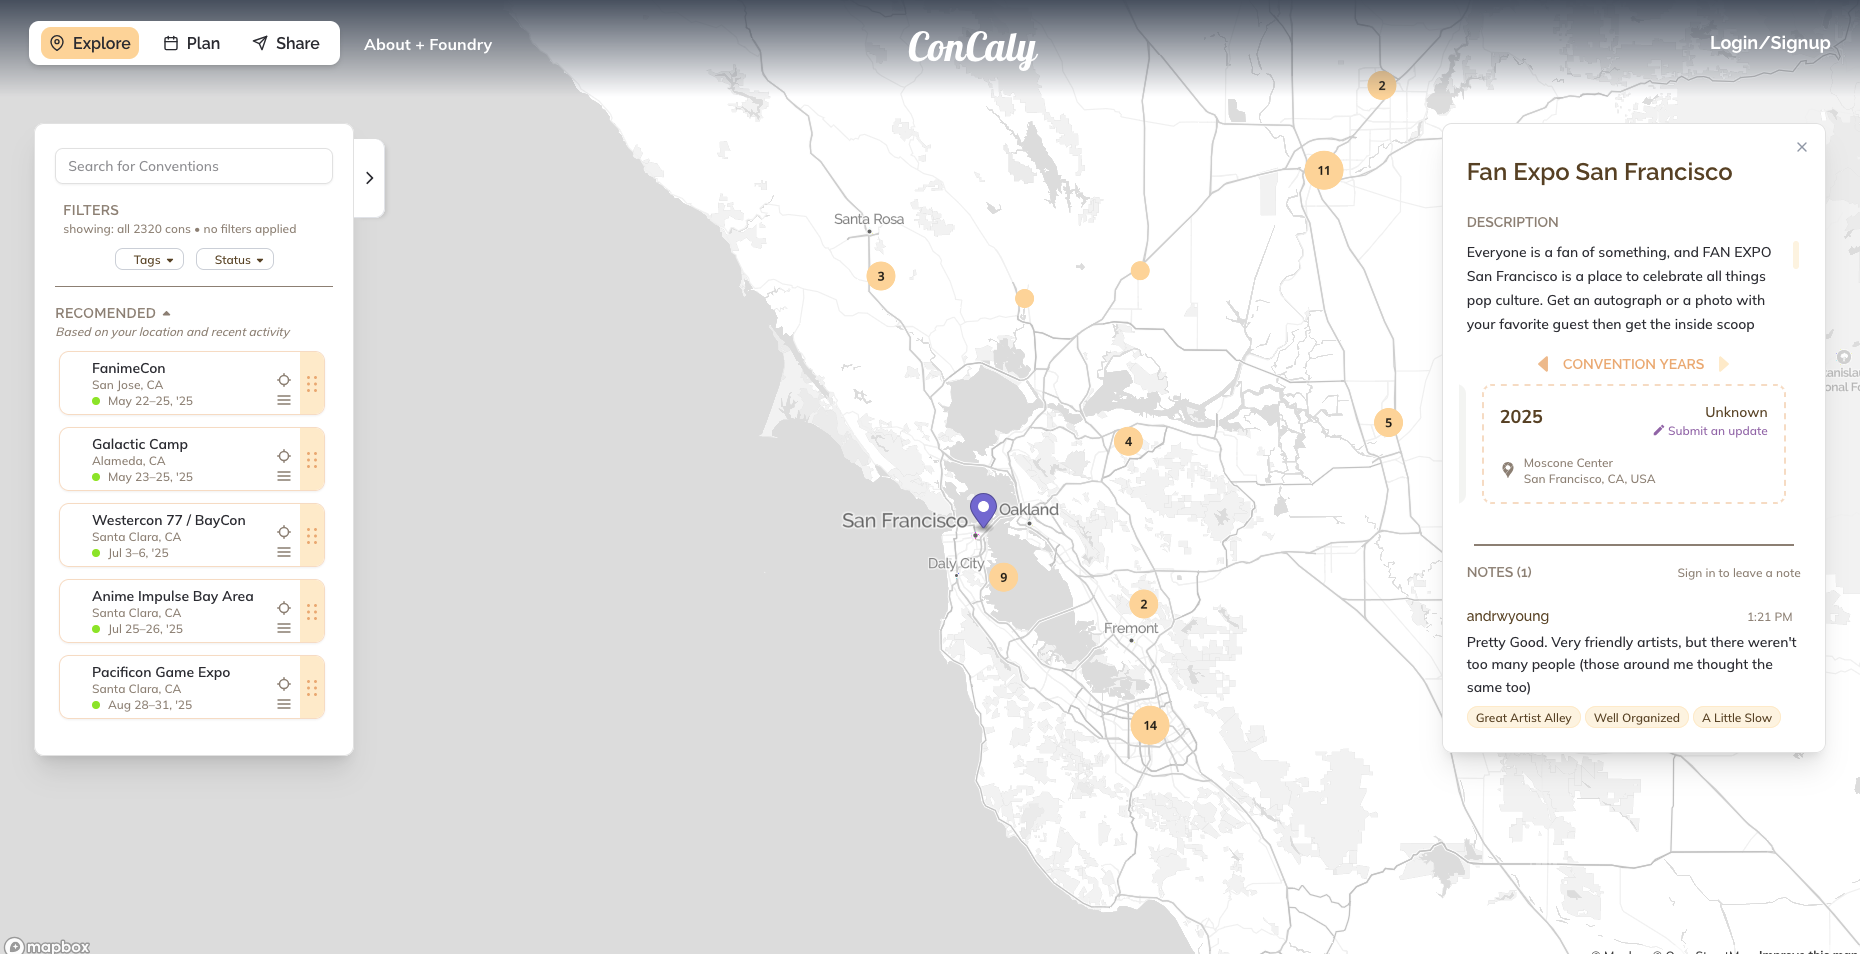 Explore
Plan
Share
About + Foundry
ConCaly
Login/Signup
Search for Conventions
FILTERS
showing: all 2320 cons • no filters applied
Tags
Status
RECOMENDED
Based on your location and recent activity
FanimeCon
San Jose, CA
May 22–25, '25
Galactic Camp
Alameda, CA
May 23–25, '25
Westercon 77 / BayCon
Santa Clara, CA
Jul 3–6, '25
Anime Impulse Bay Area
Santa Clara, CA
Jul 25–26, '25
Pacificon Game Expo
Santa Clara, CA
Aug 28–31, '25
2
11
Santa Rosa
3
5
4
San Francisco
Oakland
Daly City
9
2
Fremont
14
Fan Expo San Francisco
DESCRIPTION
Everyone is a fan of something, and FAN EXPO
San Francisco is a place to celebrate all things
pop culture. Get an autograph or a photo with
your favorite guest then get the inside scoop
CONVENTION YEARS
2025
Unknown
Submit an update
Moscone Center
San Francisco, CA, USA
NOTES (1)
Sign in to leave a note
andrwyoung
1:21 PM
Pretty Good. Very friendly artists, but there weren't
too many people (those around me thought the
same too)
Great Artist Alley
Well Organized
A Little Slow
mapbox